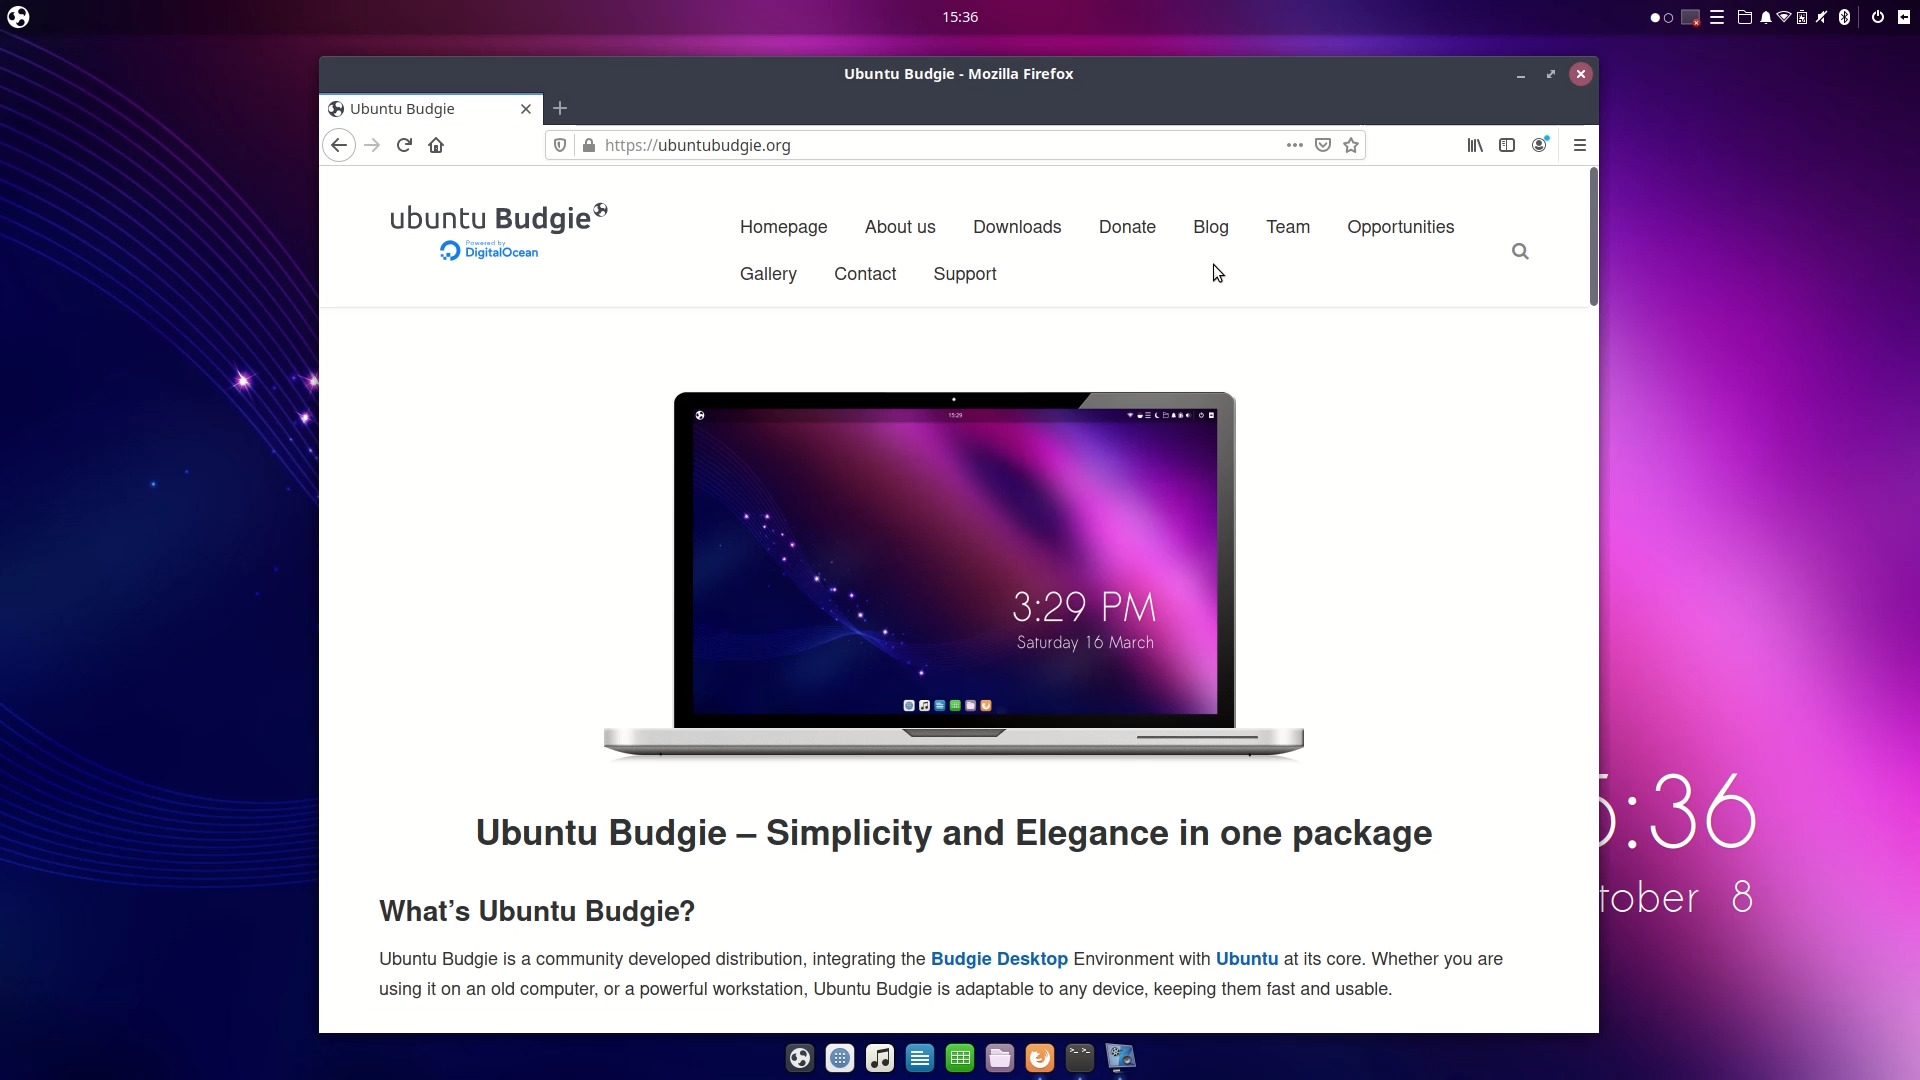 15:36
Ubuntu Budgie - Mozilla Firefox
Ubuntu Budgie
https://ubuntubudgie.org
ubuntu Budgie
Powered by
DigitalOcean
Homepage About us Downloads Donate Blog Team Opportunities
Gallery Contact Support
15:29
3:29 PM
Saturday 16 March
Ubuntu Budgie – Simplicity and Elegance in one package
What’s Ubuntu Budgie?
Ubuntu Budgie is a community developed distribution, integrating the Budgie Desktop Environment with Ubuntu at its core. Whether you are
using it on an old computer, or a powerful workstation, Ubuntu Budgie is adaptable to any device, keeping them fast and usable.
5:36
tober 8